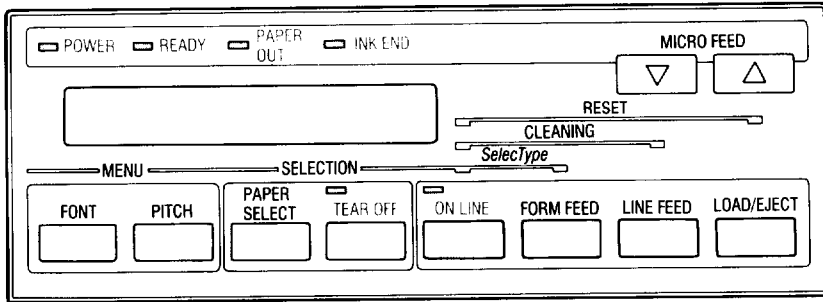 POWER READY PAPER OUT INK END
MICRO FEED
RESET
CLEANING
SelecType
MENU SELECTION
FONT PITCH PAPER SELECT TEAR OFF ON LINE FORM FEED LINE FEED LOAD/EJECT